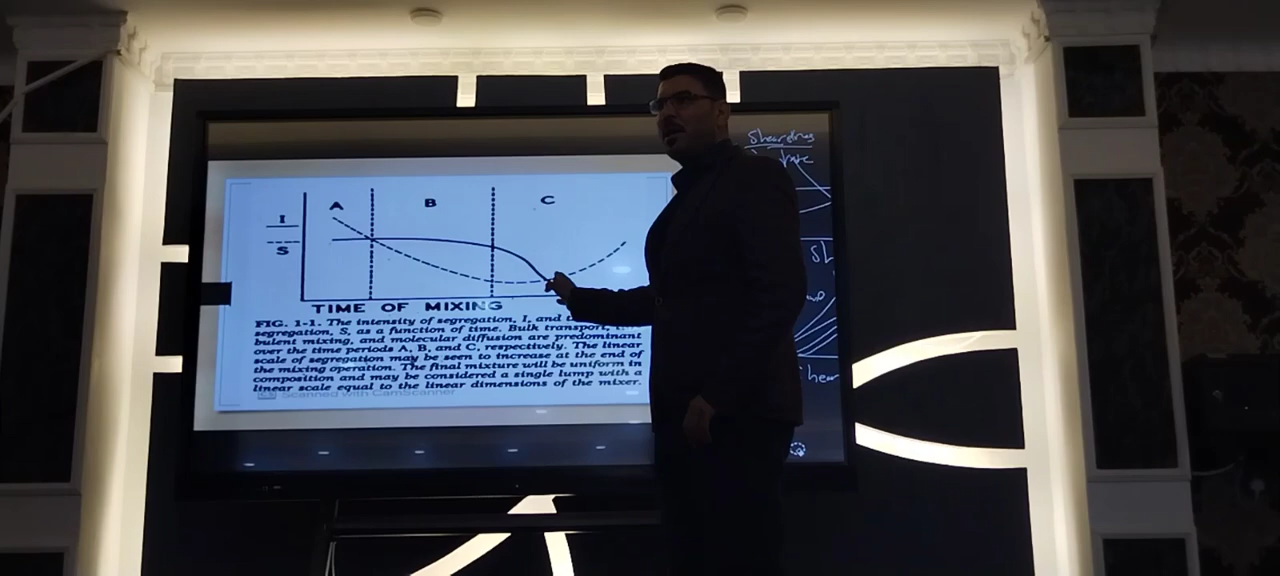 A
B
C
I
S
TIME OF MIXING
FIG. 1-1. The intensity of segregation, I, and
segregation, S, as a function of time. Bulk transport,
bulent mixing, and molecular diffusion are predominant
over the time periods A, B, and C, respectively. The linear
scale of segregation may be seen to increase at the end of
the mixing operation. The final mixture will be uniform in
composition and may be considered a single lump with a
linear scale equal to the linear dimensions of the mixer.
CS Scanned with CamScanner
rate